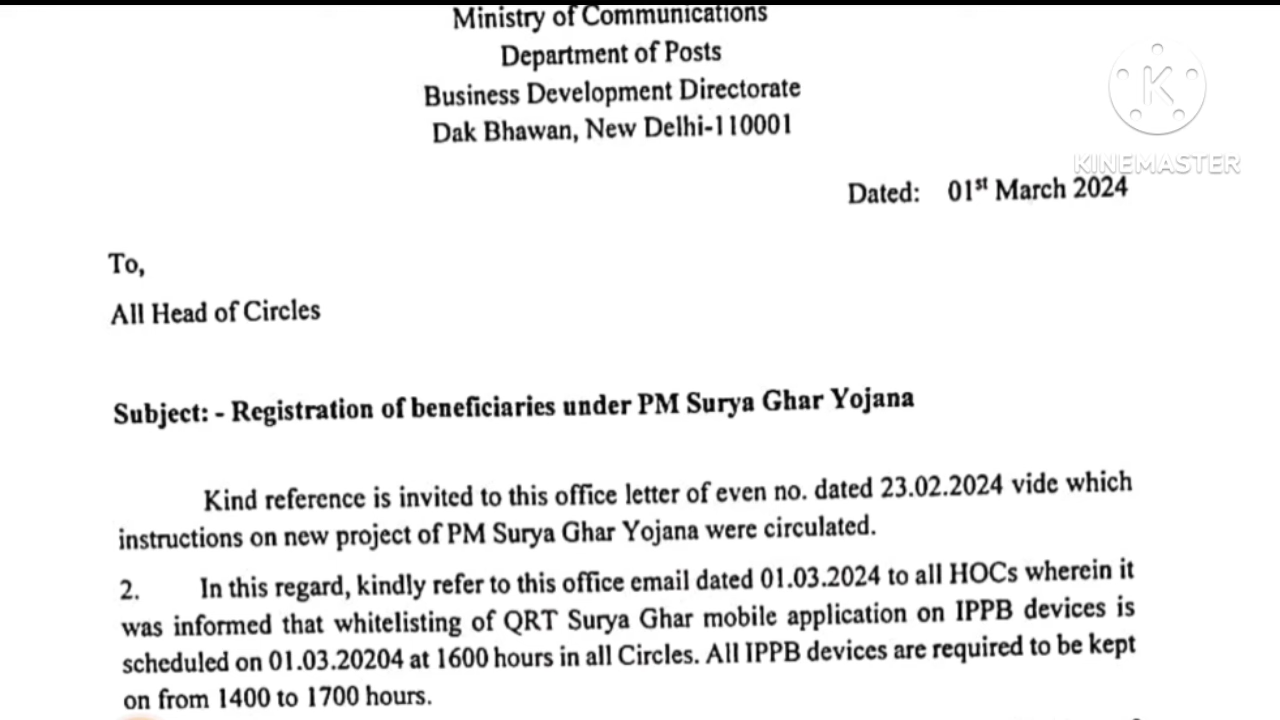 Ministry of Communications
Department of Posts
Business Development Directorate
Dak Bhawan, New Delhi-110001
K
KINEMASTER
Dated: 01st March 2024
To,
All Head of Circles
Subject: - Registration of beneficiaries under PM Surya Ghar Yojana
Kind reference is invited to this office letter of even no. dated 23.02.2024 vide which
instructions on new project of PM Surya Ghar Yojana were circulated.
2. In this regard, kindly refer to this office email dated 01.03.2024 to all HOCs wherein it
was informed that whitelisting of QRT Surya Ghar mobile application on IPPB devices is
scheduled on 01.03.20204 at 1600 hours in all Circles. All IPPB devices are required to be kept
on from 1400 to 1700 hours.